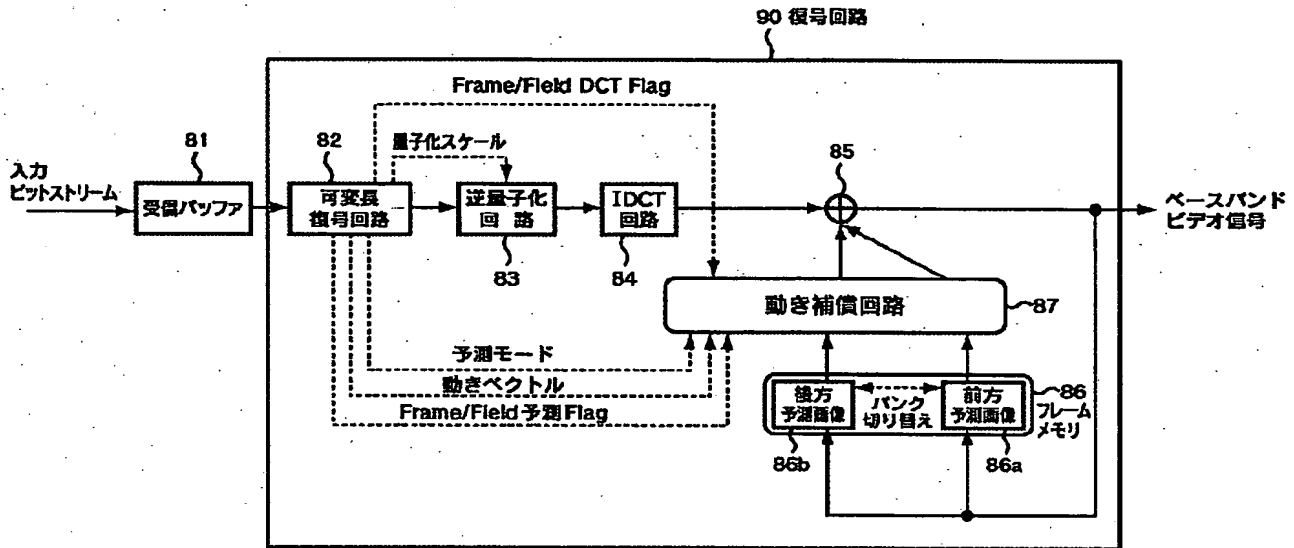 90 復号回路
Frame/Field DCT Flag
81
82
量子化スケール
85
入力
ビットストリーム
受信バッファ
可変長
復号回路
逆量子化
回 路
IDCT
回路
ベースバンド
ビデオ信号
83
84
動き補償回路
87
予測モード
動きベクトル
Frame/Field 予測 Flag
後方
予測画像
バンク
切り替え
前方
予測画像
86
フレーム
メモリ
86b
86a